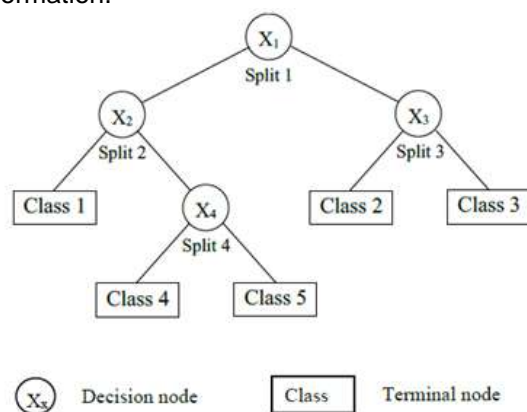 ormation.
X1
Split 1
X2
X3
Split 2
Split 3
Class 1
X4
Class 2
Class 3
Split 4
Class 4
Class 5
Xx
Decision node
Class
Terminal node